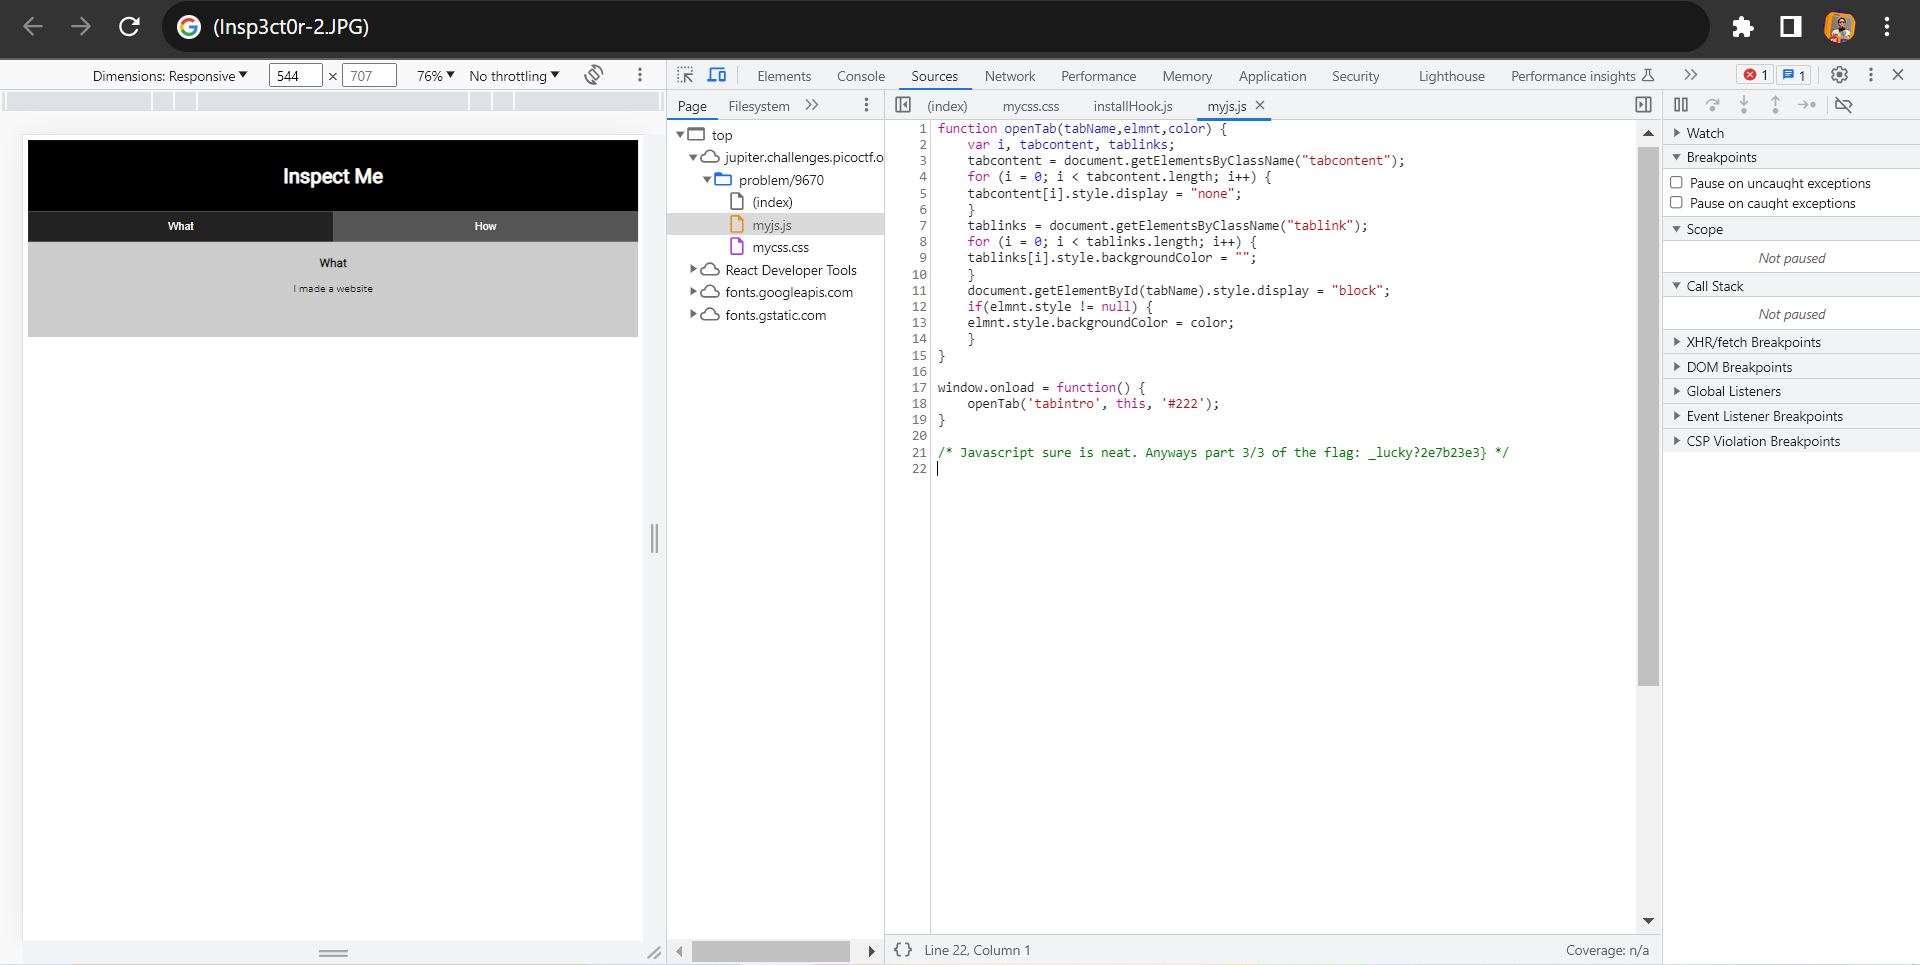 (Insp3ct0r-2.JPG)
Dimensions: Responsive 544 × 707 76% No throttling
Elements Console Sources Network Performance Memory Application Security Lighthouse Performance insights 1 1
Page Filesystem
(index) mycss.css installHook.js myjs.js
Inspect Me
What How
What
I made a website
top
jupiter.challenges.picoctf.o
problem/9670
(index)
myjs.js
mycss.css
React Developer Tools
fonts.googleapis.com
fonts.gstatic.com
1 function openTab(tabName,elmnt,color) {
2 var i, tabcontent, tablinks;
3 tabcontent = document.getElementsByClassName("tabcontent");
4 for (i = 0; i < tabcontent.length; i++) {
5 tabcontent[i].style.display = "none";
6 }
7 tablinks = document.getElementsByClassName("tablink");
8 for (i = 0; i < tablinks.length; i++) {
9 tablinks[i].style.backgroundColor = "";
10 }
11 document.getElementById(tabName).style.display = "block";
12 if(elmnt.style != null) {
13 elmnt.style.backgroundColor = color;
14 }
15 }
16
17 window.onload = function() {
18 openTab('tabintro', this, '#222');
19 }
20
21 /* Javascript sure is neat. Anyways part 3/3 of the flag: _lucky?2e7b23e3} */
22
{} Line 22, Column 1 Coverage: n/a
Watch
Breakpoints
Pause on uncaught exceptions
Pause on caught exceptions
Scope
Not paused
Call Stack
Not paused
XHR/fetch Breakpoints
DOM Breakpoints
Global Listeners
Event Listener Breakpoints
CSP Violation Breakpoints